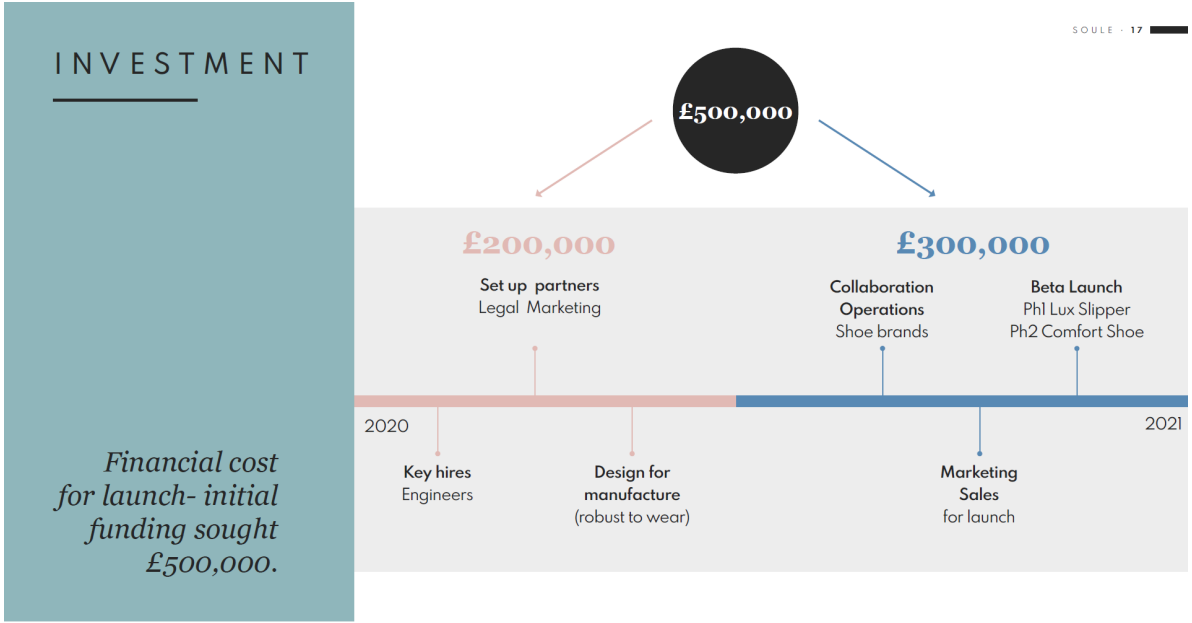 INVESTMENT
SOULE · 17
£500,000
£200,000
£300,000
Set up partners
Legal Marketing
Collaboration
Operations
Shoe brands
Beta Launch
Ph1 Lux Slipper
Ph2 Comfort Shoe
2020
2021
Key hires
Engineers
Design for
manufacture
(robust to wear)
Marketing
Sales
for launch
Financial cost
for launch- initial
funding sought
£500,000.